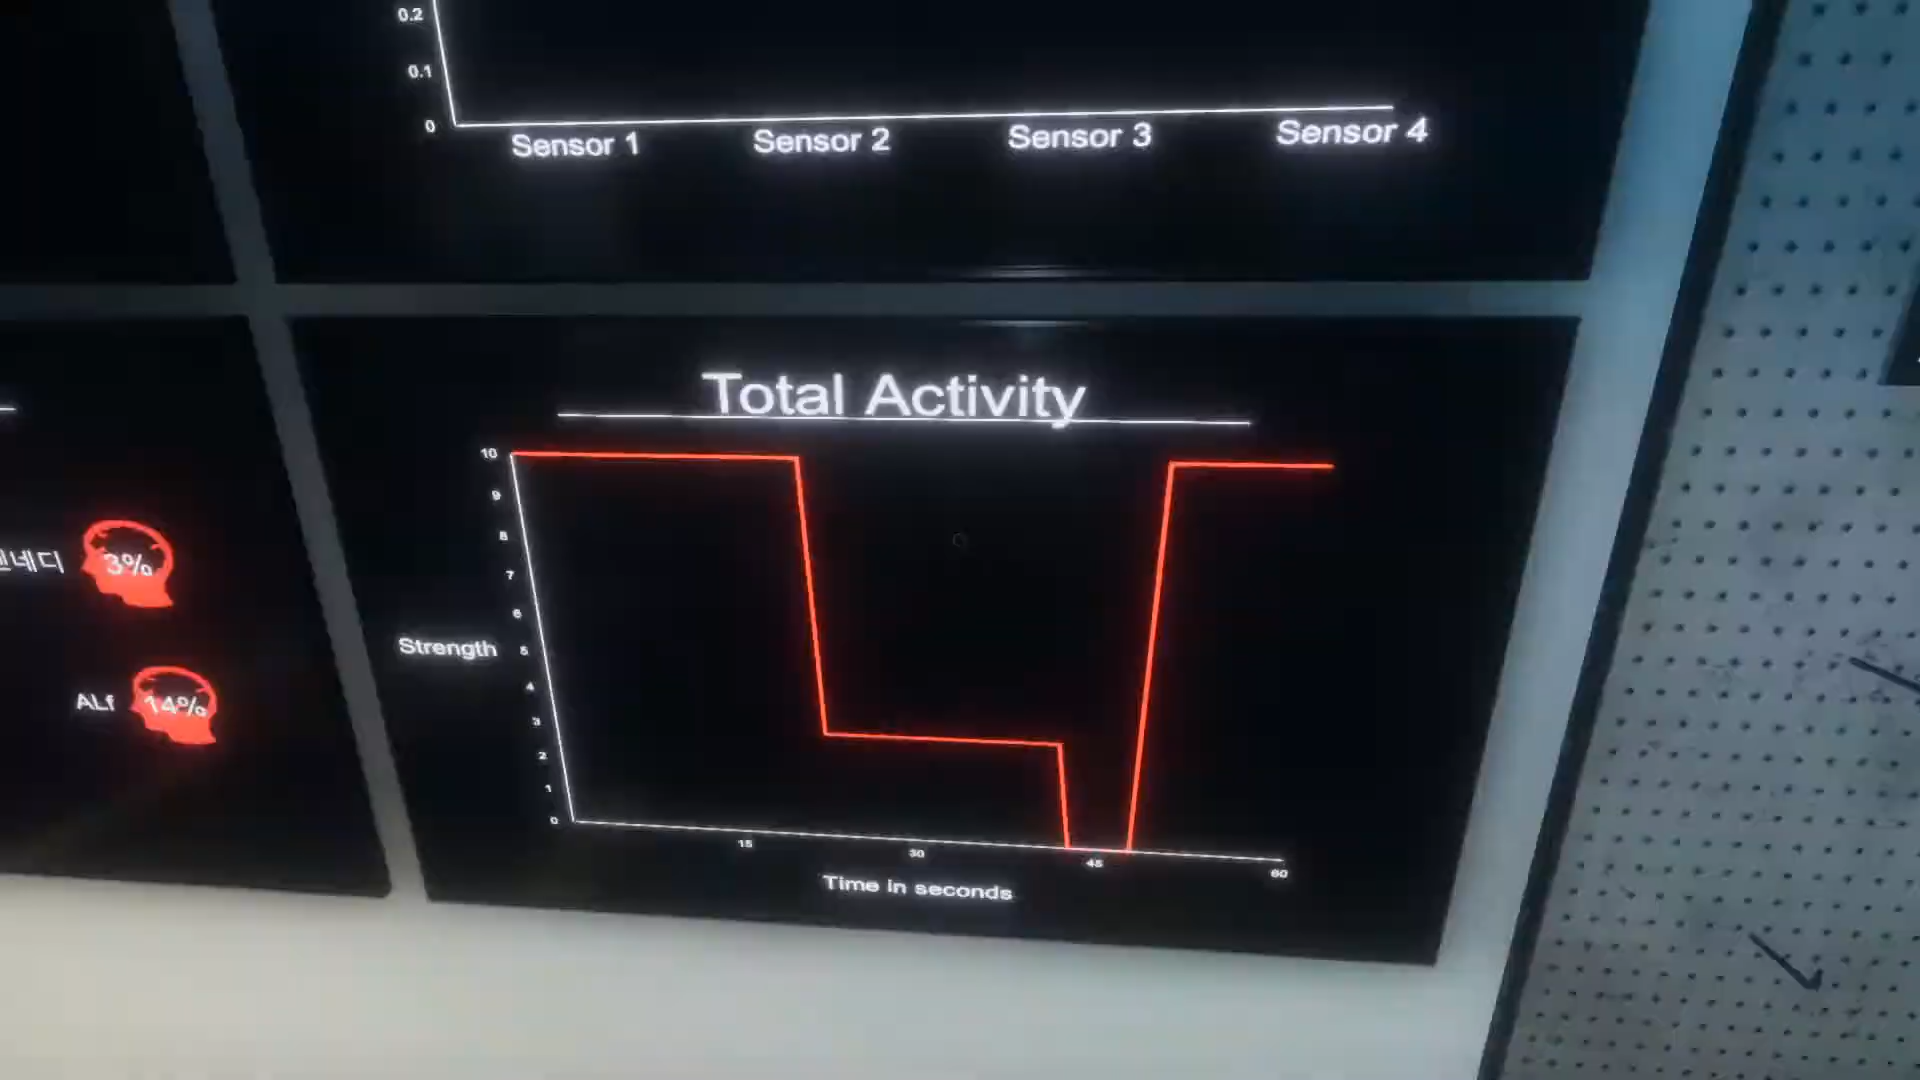 0.2
0.1
0
Sensor 1 Sensor 2 Sensor 3 Sensor 4
Total Activity
10
9
8
7
6
Strength 5
4
3
2
1
0
15 30 45 60
Time in seconds
3%
ALf 14%